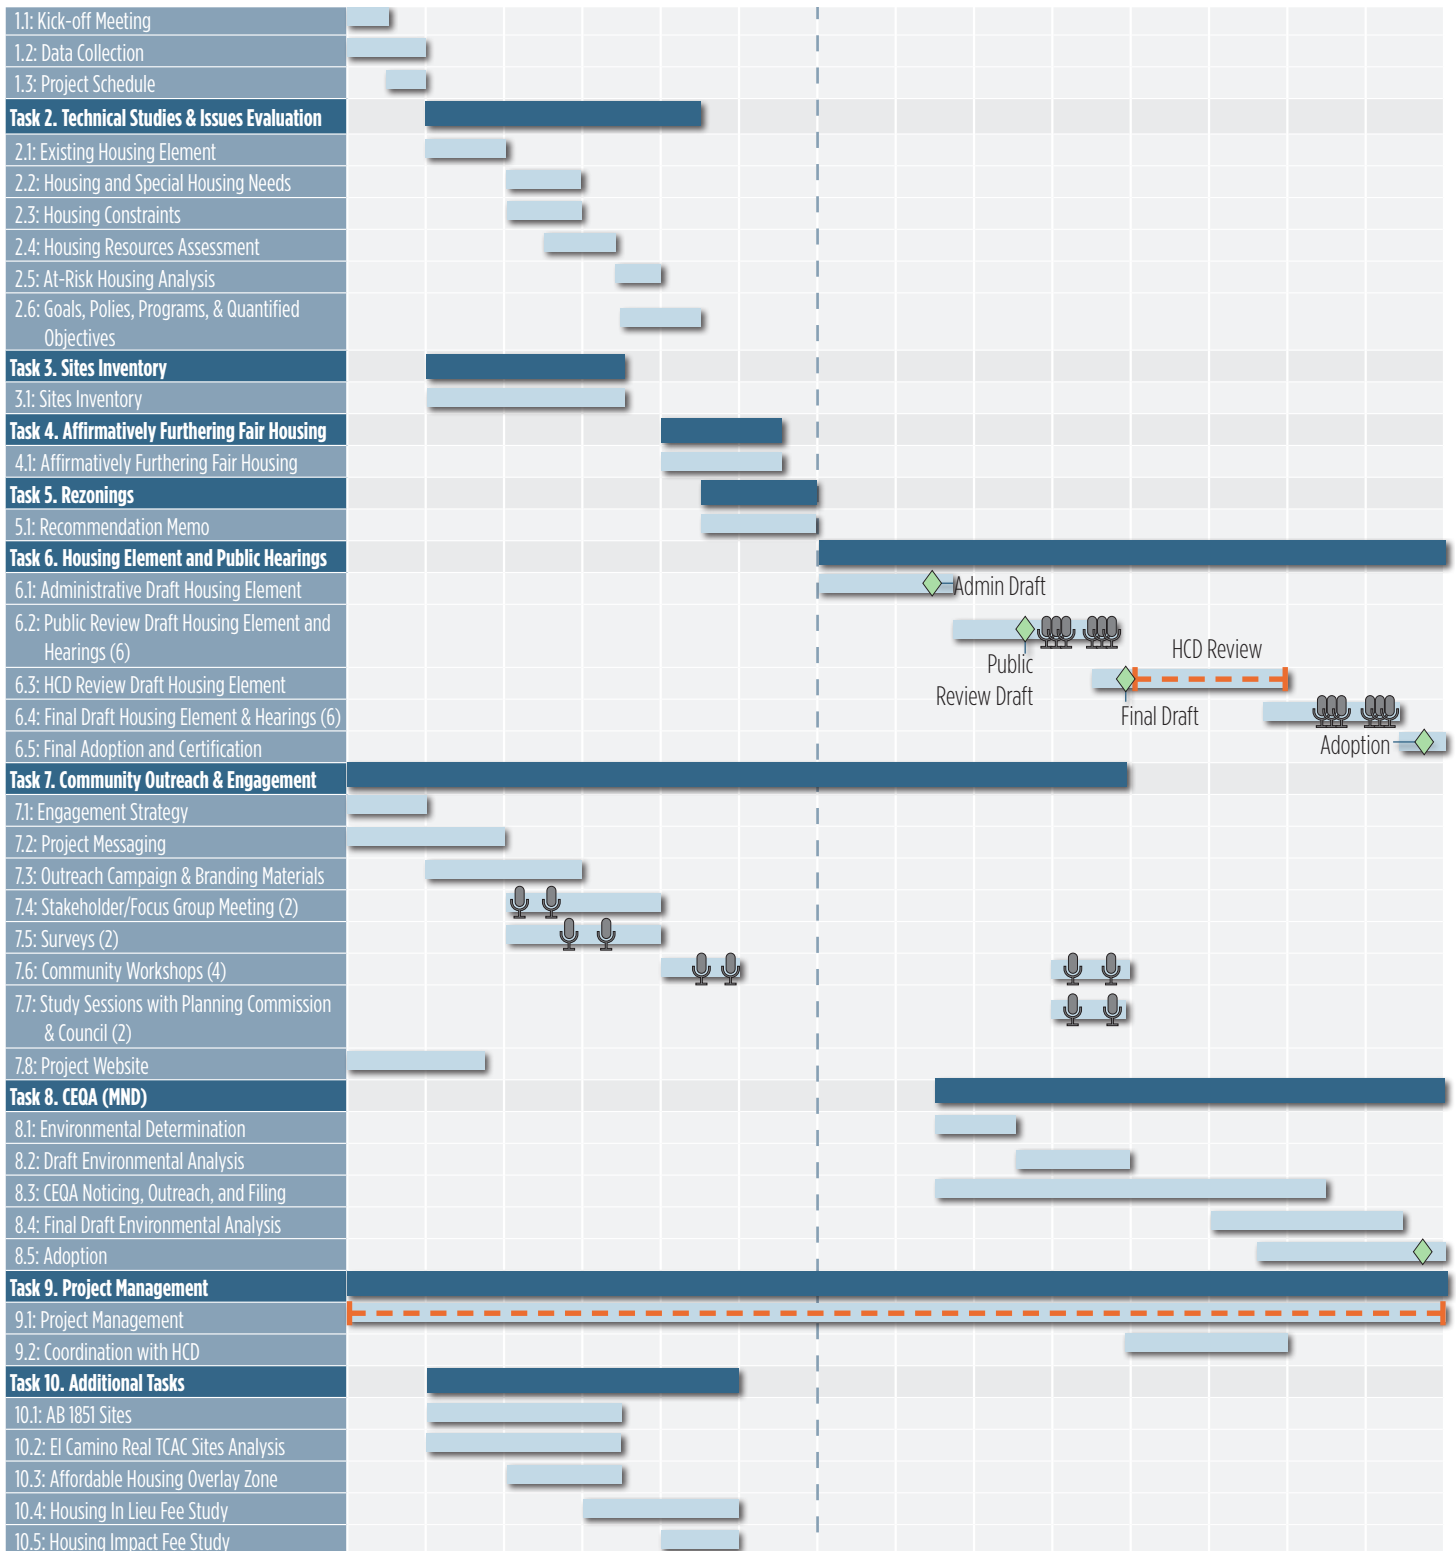 1.1: Kick-off Meeting
1.2: Data Collection
1.3: Project Schedule
Task 2. Technical Studies & Issues Evaluation
2.1: Existing Housing Element
2.2: Housing and Special Housing Needs
2.3: Housing Constraints
2.4: Housing Resources Assessment
2.5: At-Risk Housing Analysis
2.6: Goals, Polies, Programs, & Quantified
Objectives
Task 3. Sites Inventory
3.1: Sites Inventory
Task 4. Affirmatively Furthering Fair Housing
4.1: Affirmatively Furthering Fair Housing
Task 5. Rezonings
5.1: Recommendation Memo
Task 6. Housing Element and Public Hearings
6.1: Administrative Draft Housing Element
Admin Draft
6.2: Public Review Draft Housing Element and
Hearings (6)
Public
Review Draft
HCD Review
6.3: HCD Review Draft Housing Element
Final Draft
6.4: Final Draft Housing Element & Hearings (6)
6.5: Final Adoption and Certification
Adoption
Task 7. Community Outreach & Engagement
7.1: Engagement Strategy
7.2: Project Messaging
7.3: Outreach Campaign & Branding Materials
7.4: Stakeholder/Focus Group Meeting (2)
7.5: Surveys (2)
7.6: Community Workshops (4)
7.7: Study Sessions with Planning Commission
& Council (2)
7.8: Project Website
Task 8. CEQA (MND)
8.1: Environmental Determination
8.2: Draft Environmental Analysis
8.3: CEQA Noticing, Outreach, and Filing
8.4: Final Draft Environmental Analysis
8.5: Adoption
Task 9. Project Management
9.1: Project Management
9.2: Coordination with HCD
Task 10. Additional Tasks
10.1: AB 1851 Sites
10.2: El Camino Real TCAC Sites Analysis
10.3: Affordable Housing Overlay Zone
10.4: Housing In Lieu Fee Study
10.5: Housing Impact Fee Study